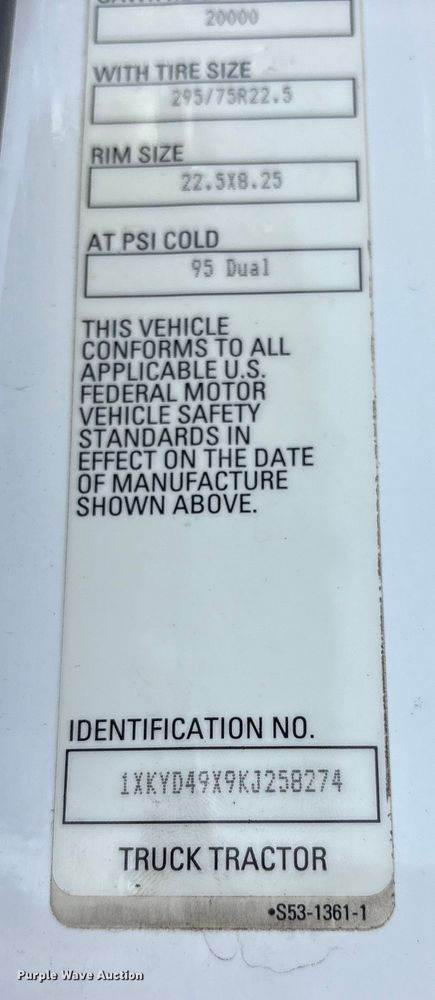 20000
WITH TIRE SIZE
295/75R22.5
RIM SIZE
22.5X8.25
AT PSI COLD
95 Dual
THIS VEHICLE
CONFORMS TO ALL
APPLICABLE U.S.
FEDERAL MOTOR
VEHICLE SAFETY
STANDARDS IN
EFFECT ON THE DATE
OF MANUFACTURE
SHOWN ABOVE.
IDENTIFICATION NO.
1XKYD49X9KJ258274
TRUCK TRACTOR
•S53-1361-1
Purple Wave Auction